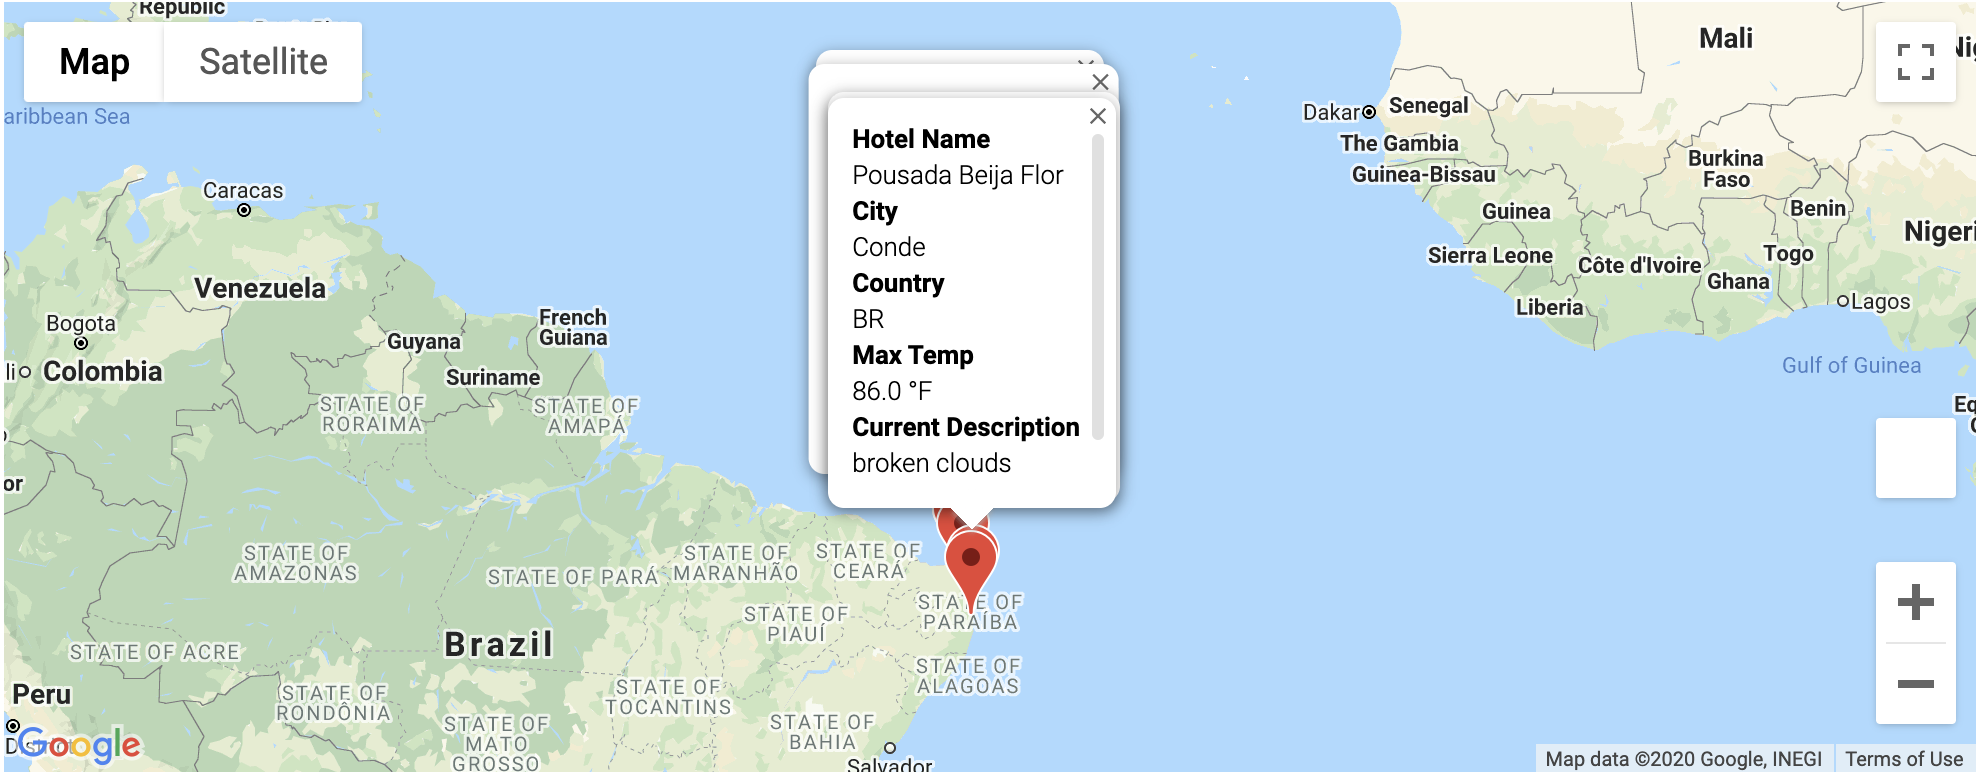 Republic
Map
Satellite
aribbean Sea
Caracas
Venezuela
Bogota
Colombia
li
Guyana
Suriname
French
Guiana
STATE OF
RORAIMA
STATE OF
AMAPÁ
or
STATE OF
AMAZONAS
STATE OF PARÁ
STATE OF
MARANHÃO
STATE OF
CEARÁ
STATE OF
PIAUÍ
STATE OF
PARAÍBA
STATE OF ACRE
Brazil
STATE OF
ALAGOAS
Peru
STATE OF
RONDÔNIA
STATE OF
TOCANTINS
STATE OF
MATO
GROSSO
STATE OF
BAHIA
Salvador
Google
Hotel Name
Pousada Beija Flor
City
Conde
Country
BR
Max Temp
86.0 °F
Current Description
broken clouds
Mali
Nig
Dakar
Senegal
The Gambia
Guinea-Bissau
Burkina
Faso
Guinea
Benin
Nigeri
Sierra Leone
Côte d'Ivoire
Togo
Ghana
Liberia
Lagos
Gulf of Guinea
Eq
Map data ©2020 Google, INEGI
Terms of Use